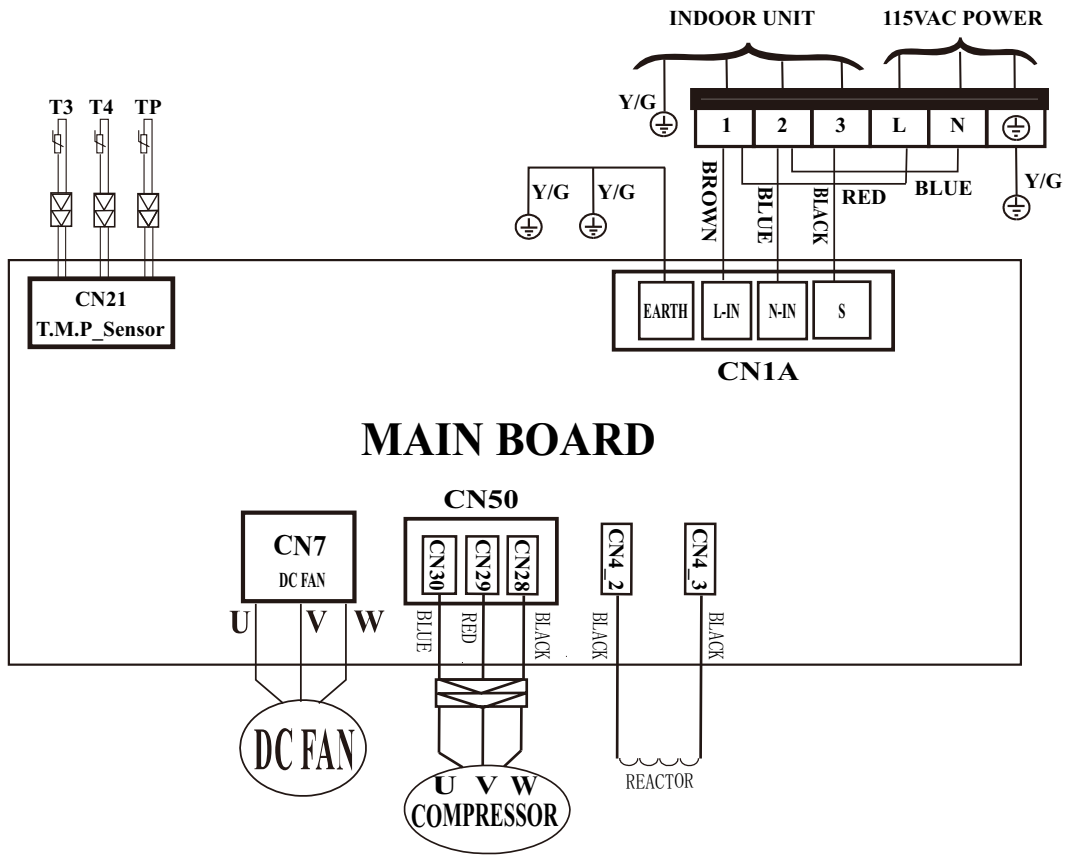 INDOOR UNIT
115VAC POWER
T3 T4 TP
Y/G
1 2 3 L N
Y/G
Y/G
Y/G
BROWN
BLUE
BLACK
RED
BLUE
CN21
T.M.P_Sensor
EARTH
L-IN
N-IN
S
CN1A
MAIN BOARD
CN50
CN7
DC FAN
CN30
CN29
CN28
CN4_2
CN4_3
U V W
BLUE
RED
BLACK
BLACK
BLACK
DC FAN
U V W
COMPRESSOR
REACTOR